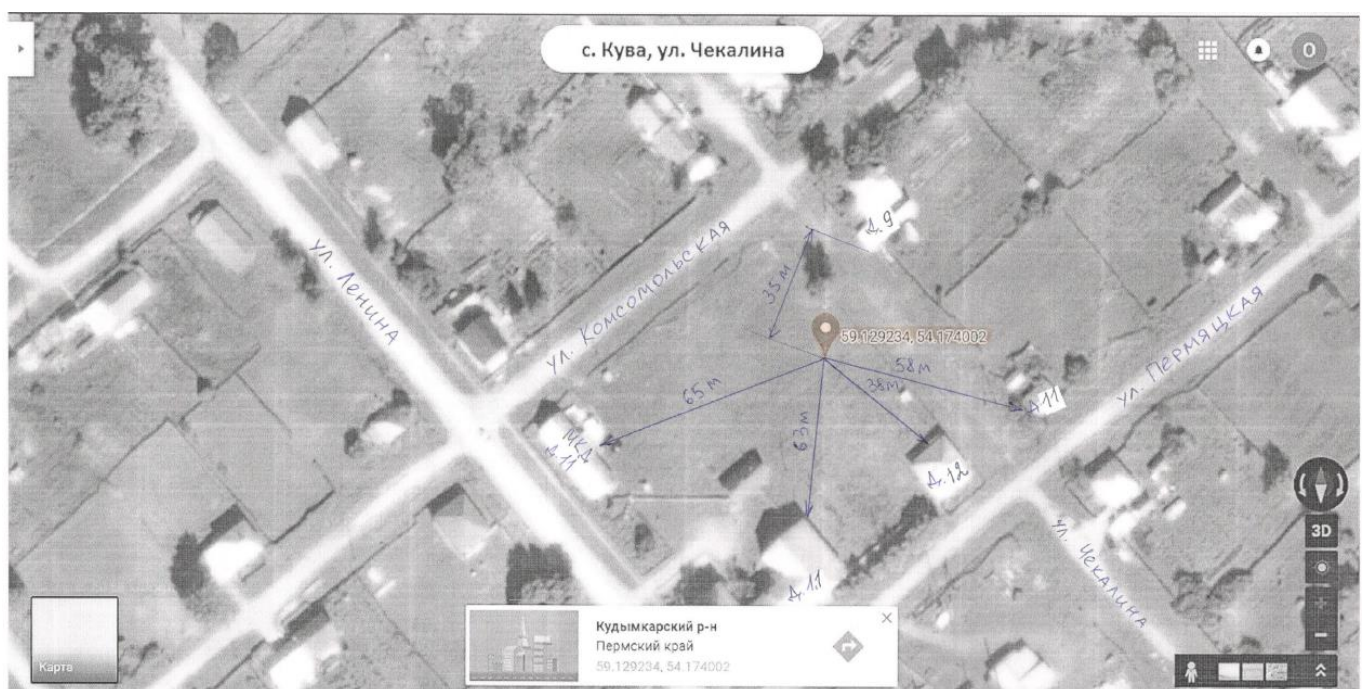 с. Кува, ул. Чекалина
О
д. 9
ул. Ленина
ул. Комсомольская
35м
59.129234, 54.174002
58м
38м
65м
63м
ул. Пермяцкая
д 11
МКД
д. 11
д. 12
д. 11
ул. Чекалина
3D
Карта
Кудымкарский р-н
Пермский край
59.129234, 54.174002